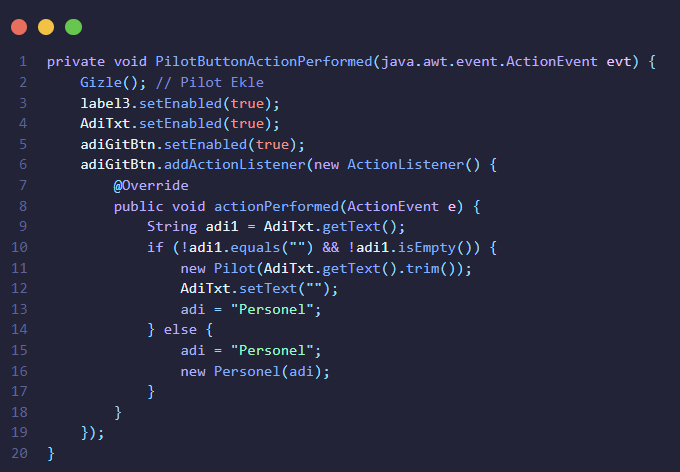 1 private void PilotButtonActionPerformed(java.awt.event.ActionEvent evt) {
2     Gizle(); // Pilot Ekle
3     label3.setEnabled(true);
4     AdiTxt.setEnabled(true);
5     adiGitBtn.setEnabled(true);
6     adiGitBtn.addActionListener(new ActionListener() {
7         @Override
8         public void actionPerformed(ActionEvent e) {
9             String adi1 = AdiTxt.getText();
10             if (!adi1.equals("") && !adi1.isEmpty()) {
11                 new Pilot(AdiTxt.getText().trim());
12                 AdiTxt.setText("");
13                 adi = "Personel";
14             } else {
15                 adi = "Personel";
16                 new Personel(adi);
17             }
18         }
19     });
20 }